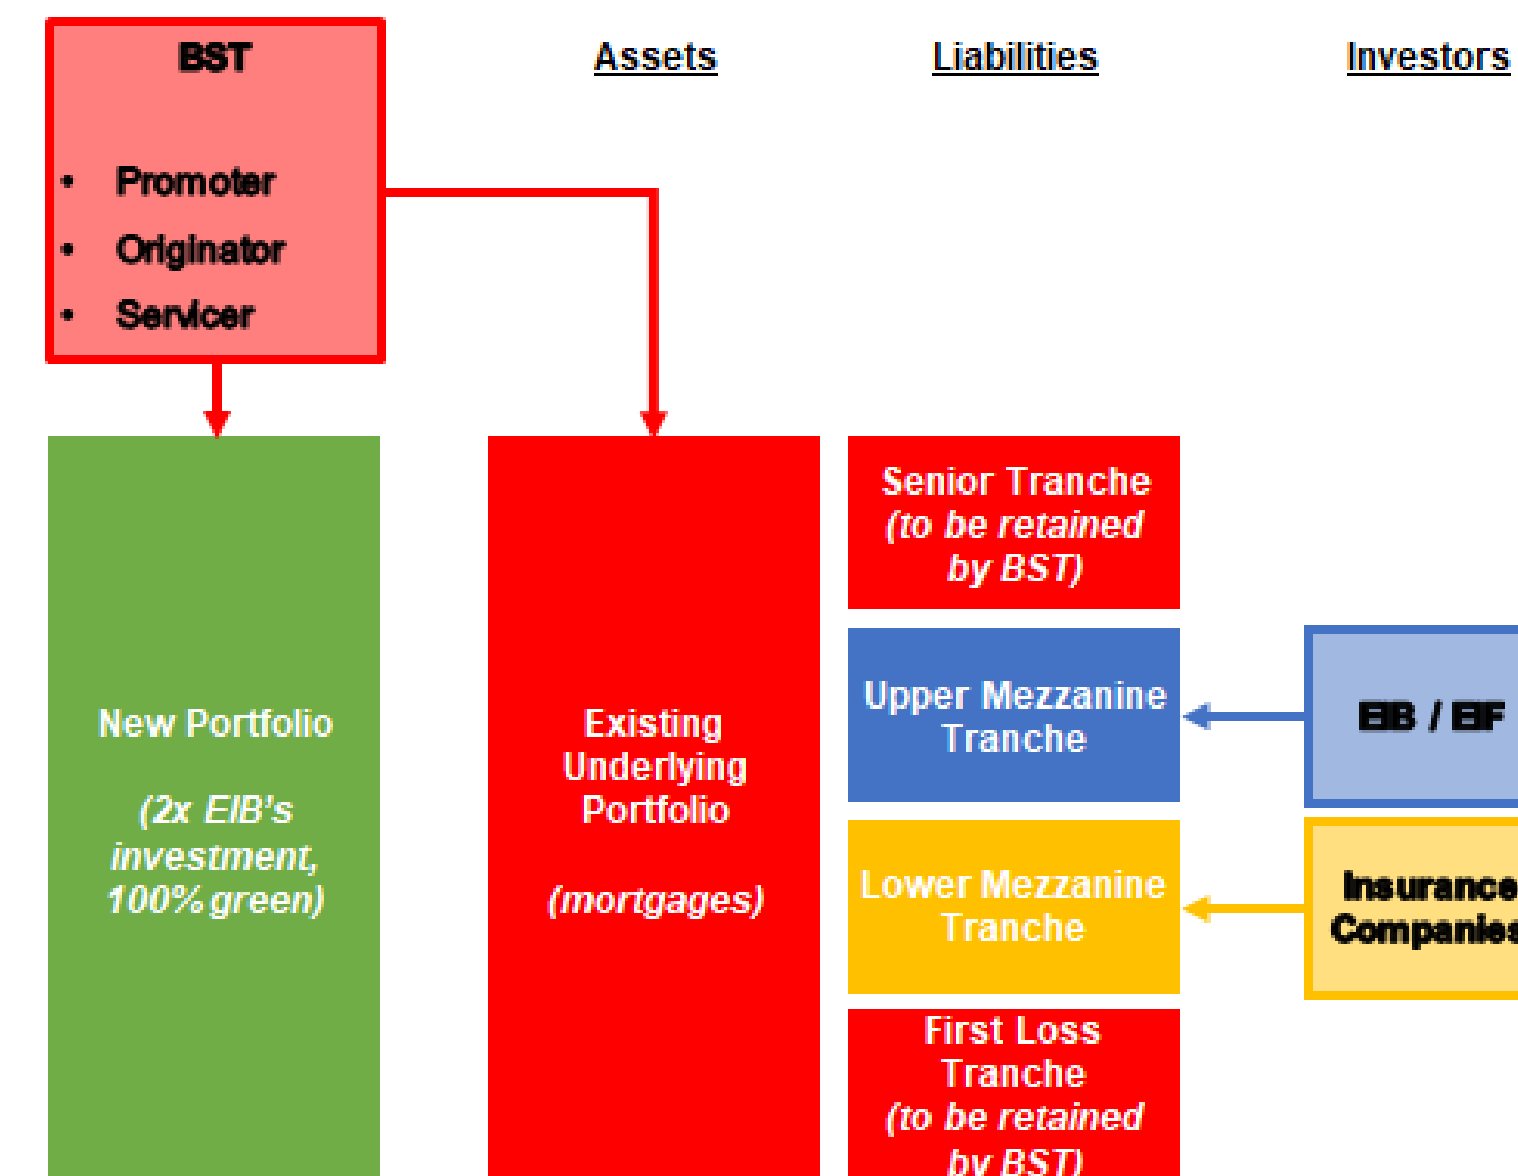 BST
• Promoter
• Originator
• Servicer
Assets
Liabilities
Investors
New Portfolio
(2x EIB's
investment,
100% green)
Existing
Underlying
Portfolio
(mortgages)
Senior Tranche
(to be retained
by BST)
Upper Mezzanine
Tranche
Lower Mezzanine
Tranche
First Loss
Tranche
(to be retained
by BST)
EIB / EIF
Insurance
Companies